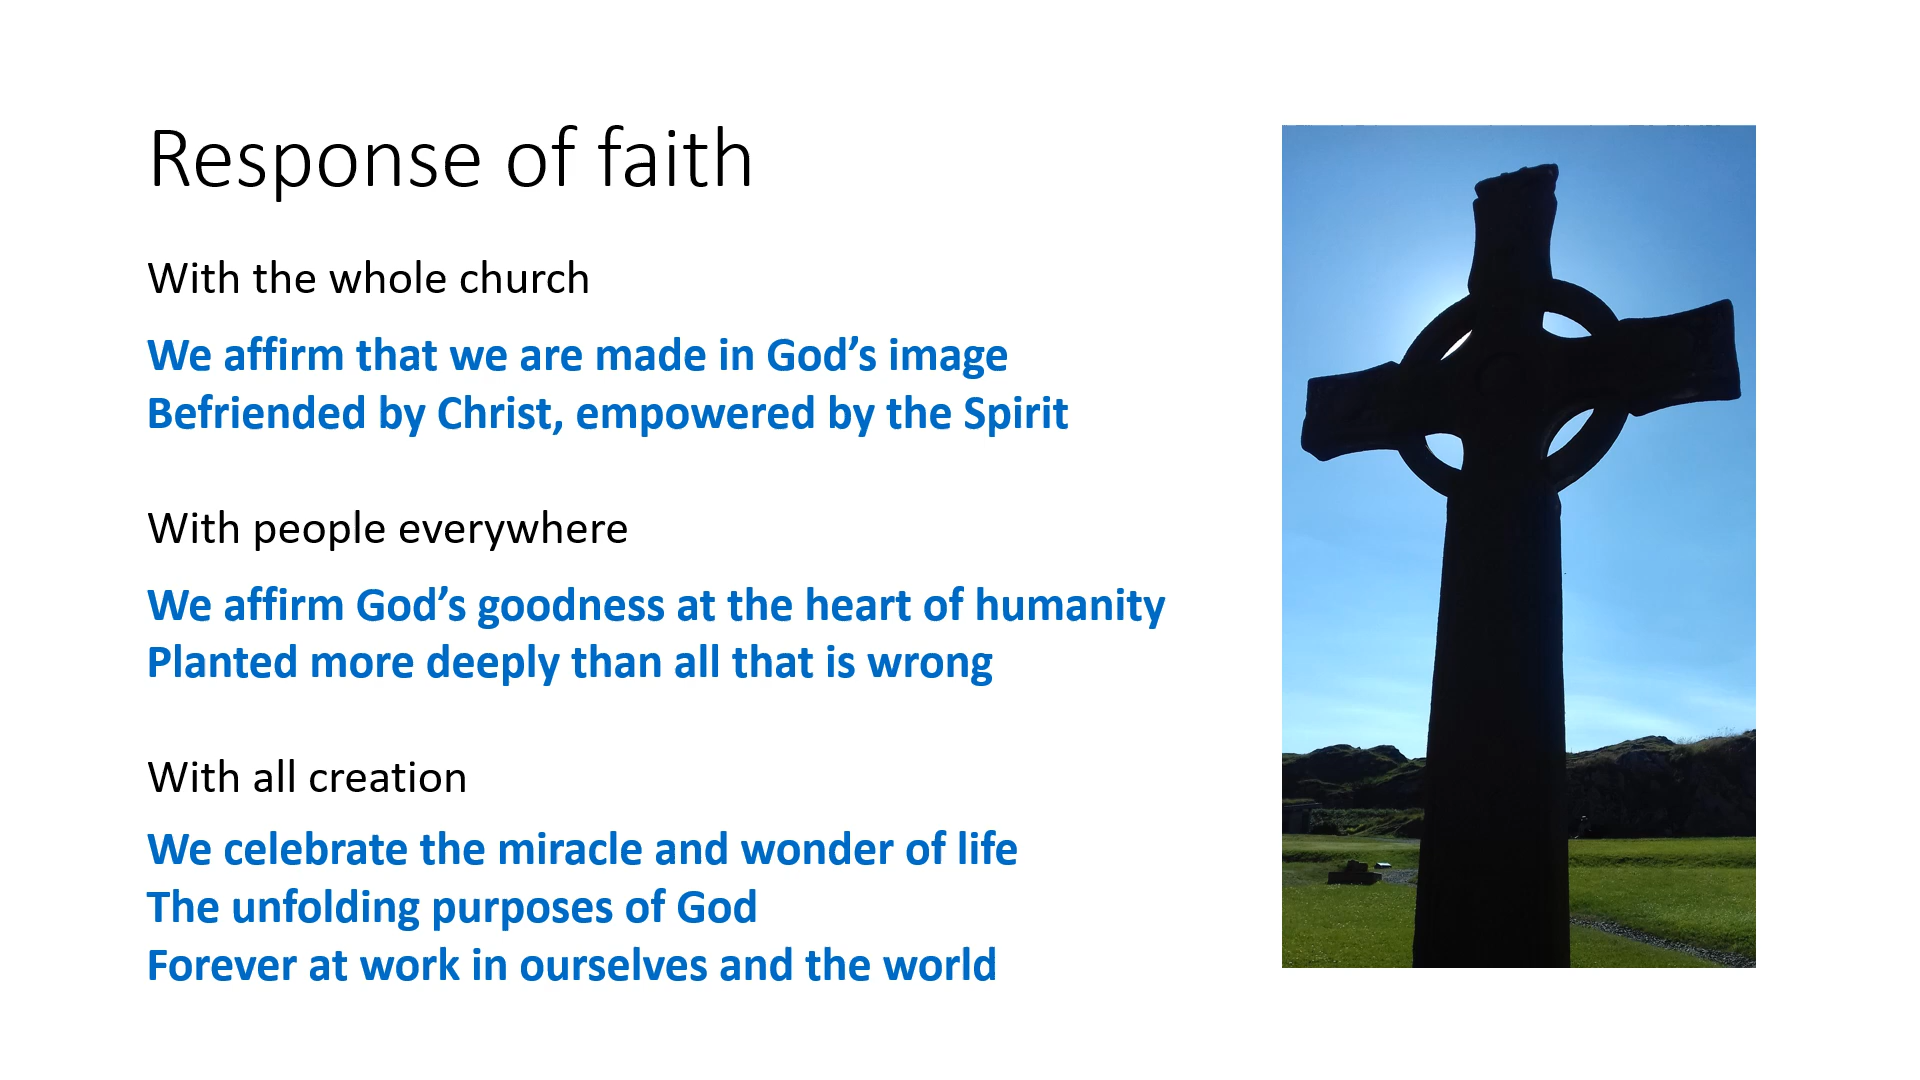 Response of faith
With the whole church
We affirm that we are made in God’s image
Befriended by Christ, empowered by the Spirit
With people everywhere
We affirm God’s goodness at the heart of humanity
Planted more deeply than all that is wrong
With all creation
We celebrate the miracle and wonder of life
The unfolding purposes of God
Forever at work in ourselves and the world